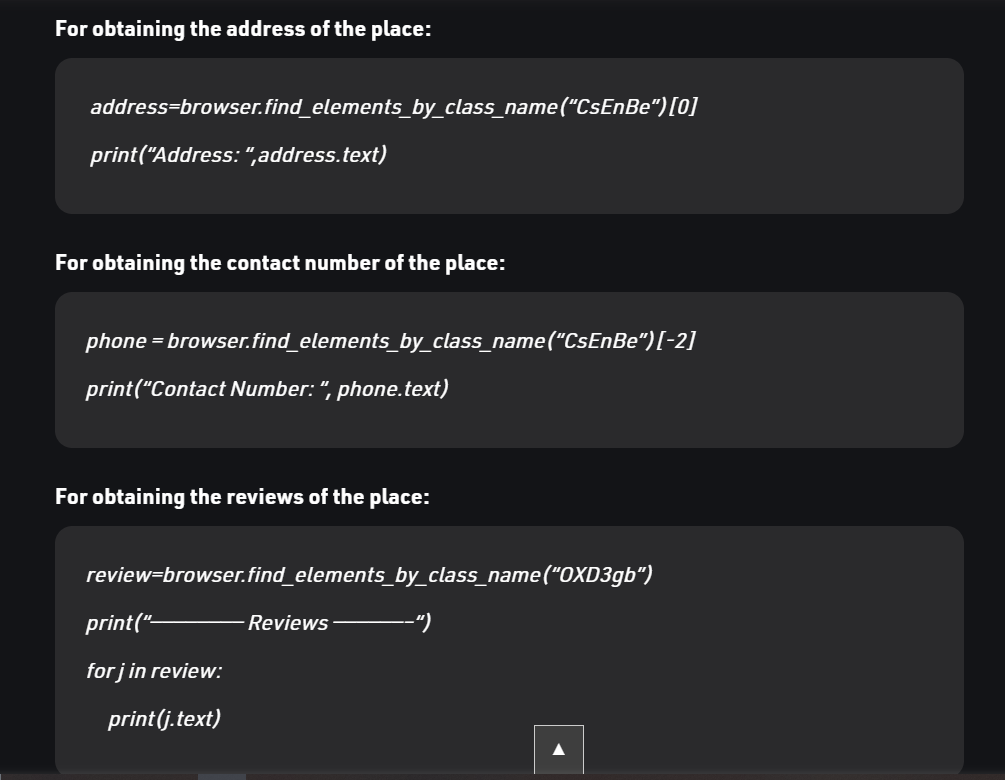 For obtaining the address of the place:
address=browser.find_elements_by_class_name(“CsEnBe”)[0]
print(“Address: “,address.text)
For obtaining the contact number of the place:
phone = browser.find_elements_by_class_name(“CsEnBe”)[-2]
print(“Contact Number: “, phone.text)
For obtaining the reviews of the place:
review=browser.find_elements_by_class_name(“OXD3gb”)
print(“———————— Reviews ———————-“)
for j in review:
print(j.text)
▲